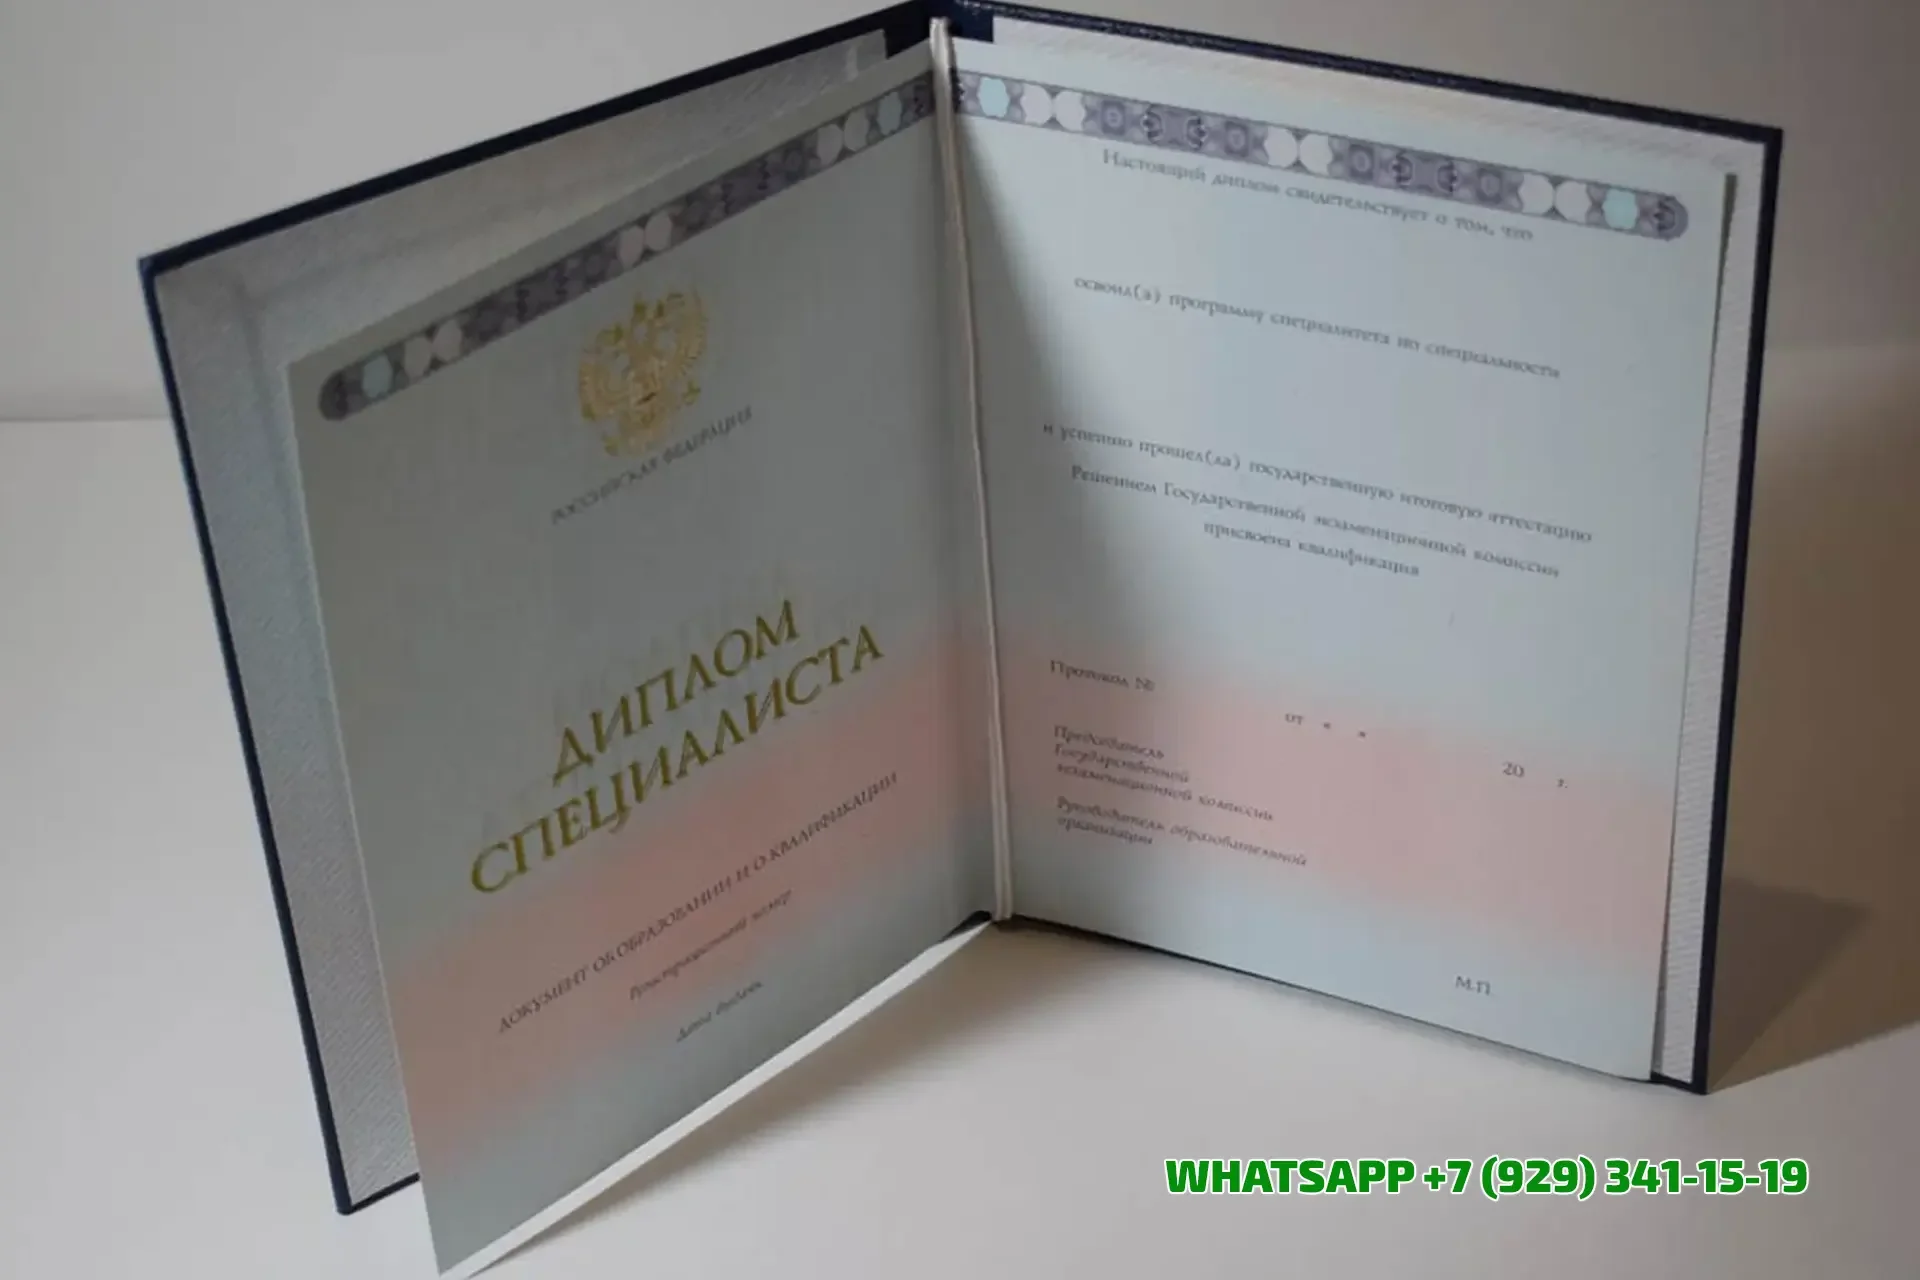 РОССИЙСКАЯ ФЕДЕРАЦИЯ
ДИПЛОМ
СПЕЦИАЛИСТА
ДОКУМЕНТ ОБ ОБРАЗОВАНИИ И О КВАЛИФИКАЦИИ
Регистрационный номер
Дата выдачи
Настоящий диплом свидетельствует о том, что
освоил(а) программу специалитета по специальности
и успешно прошел(ла) государственную итоговую аттестацию
Решением Государственной экзаменационной комиссии
присвоена квалификация
Протокол №
от « »
20 г.
Председатель
Государственной
экзаменационной комиссии
Руководитель образовательной
организации
М.П.
WHATSAPP +7 (929) 341-15-19